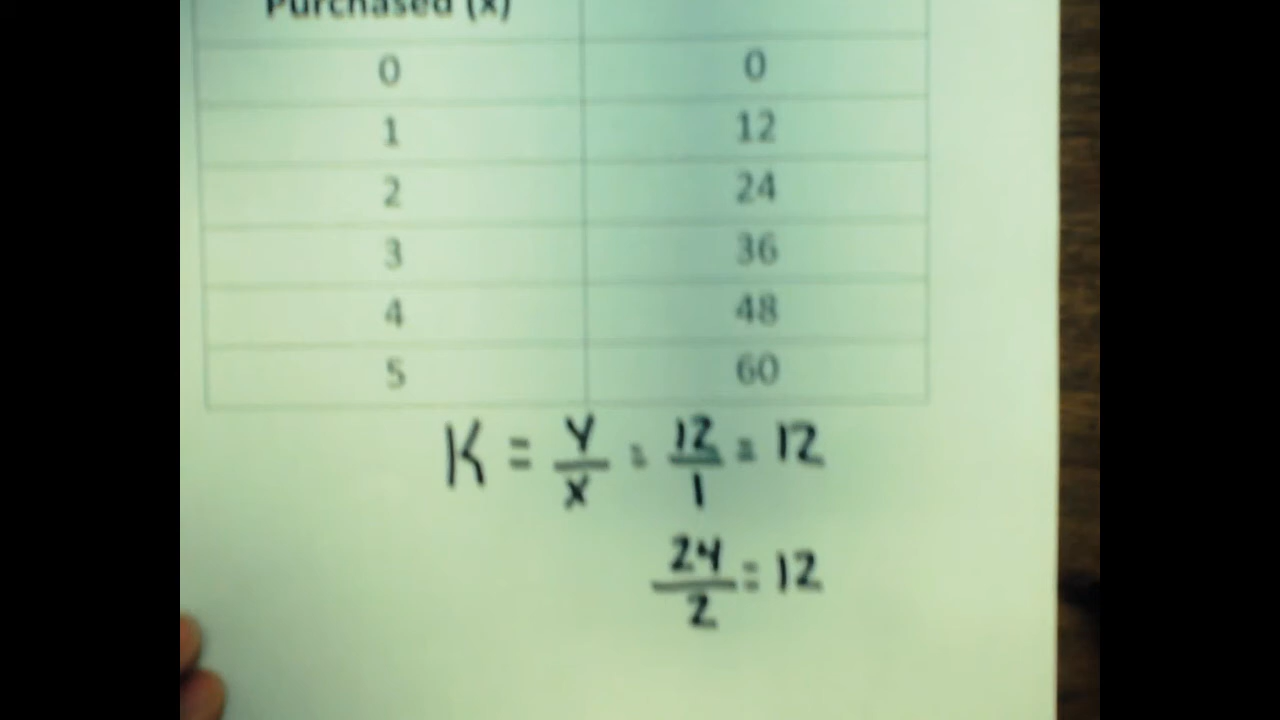 Purchased (x)
0 0
1 12
2 24
3 36
4 48
5 60
K = Y/X = 12/1 = 12
24/2 = 12